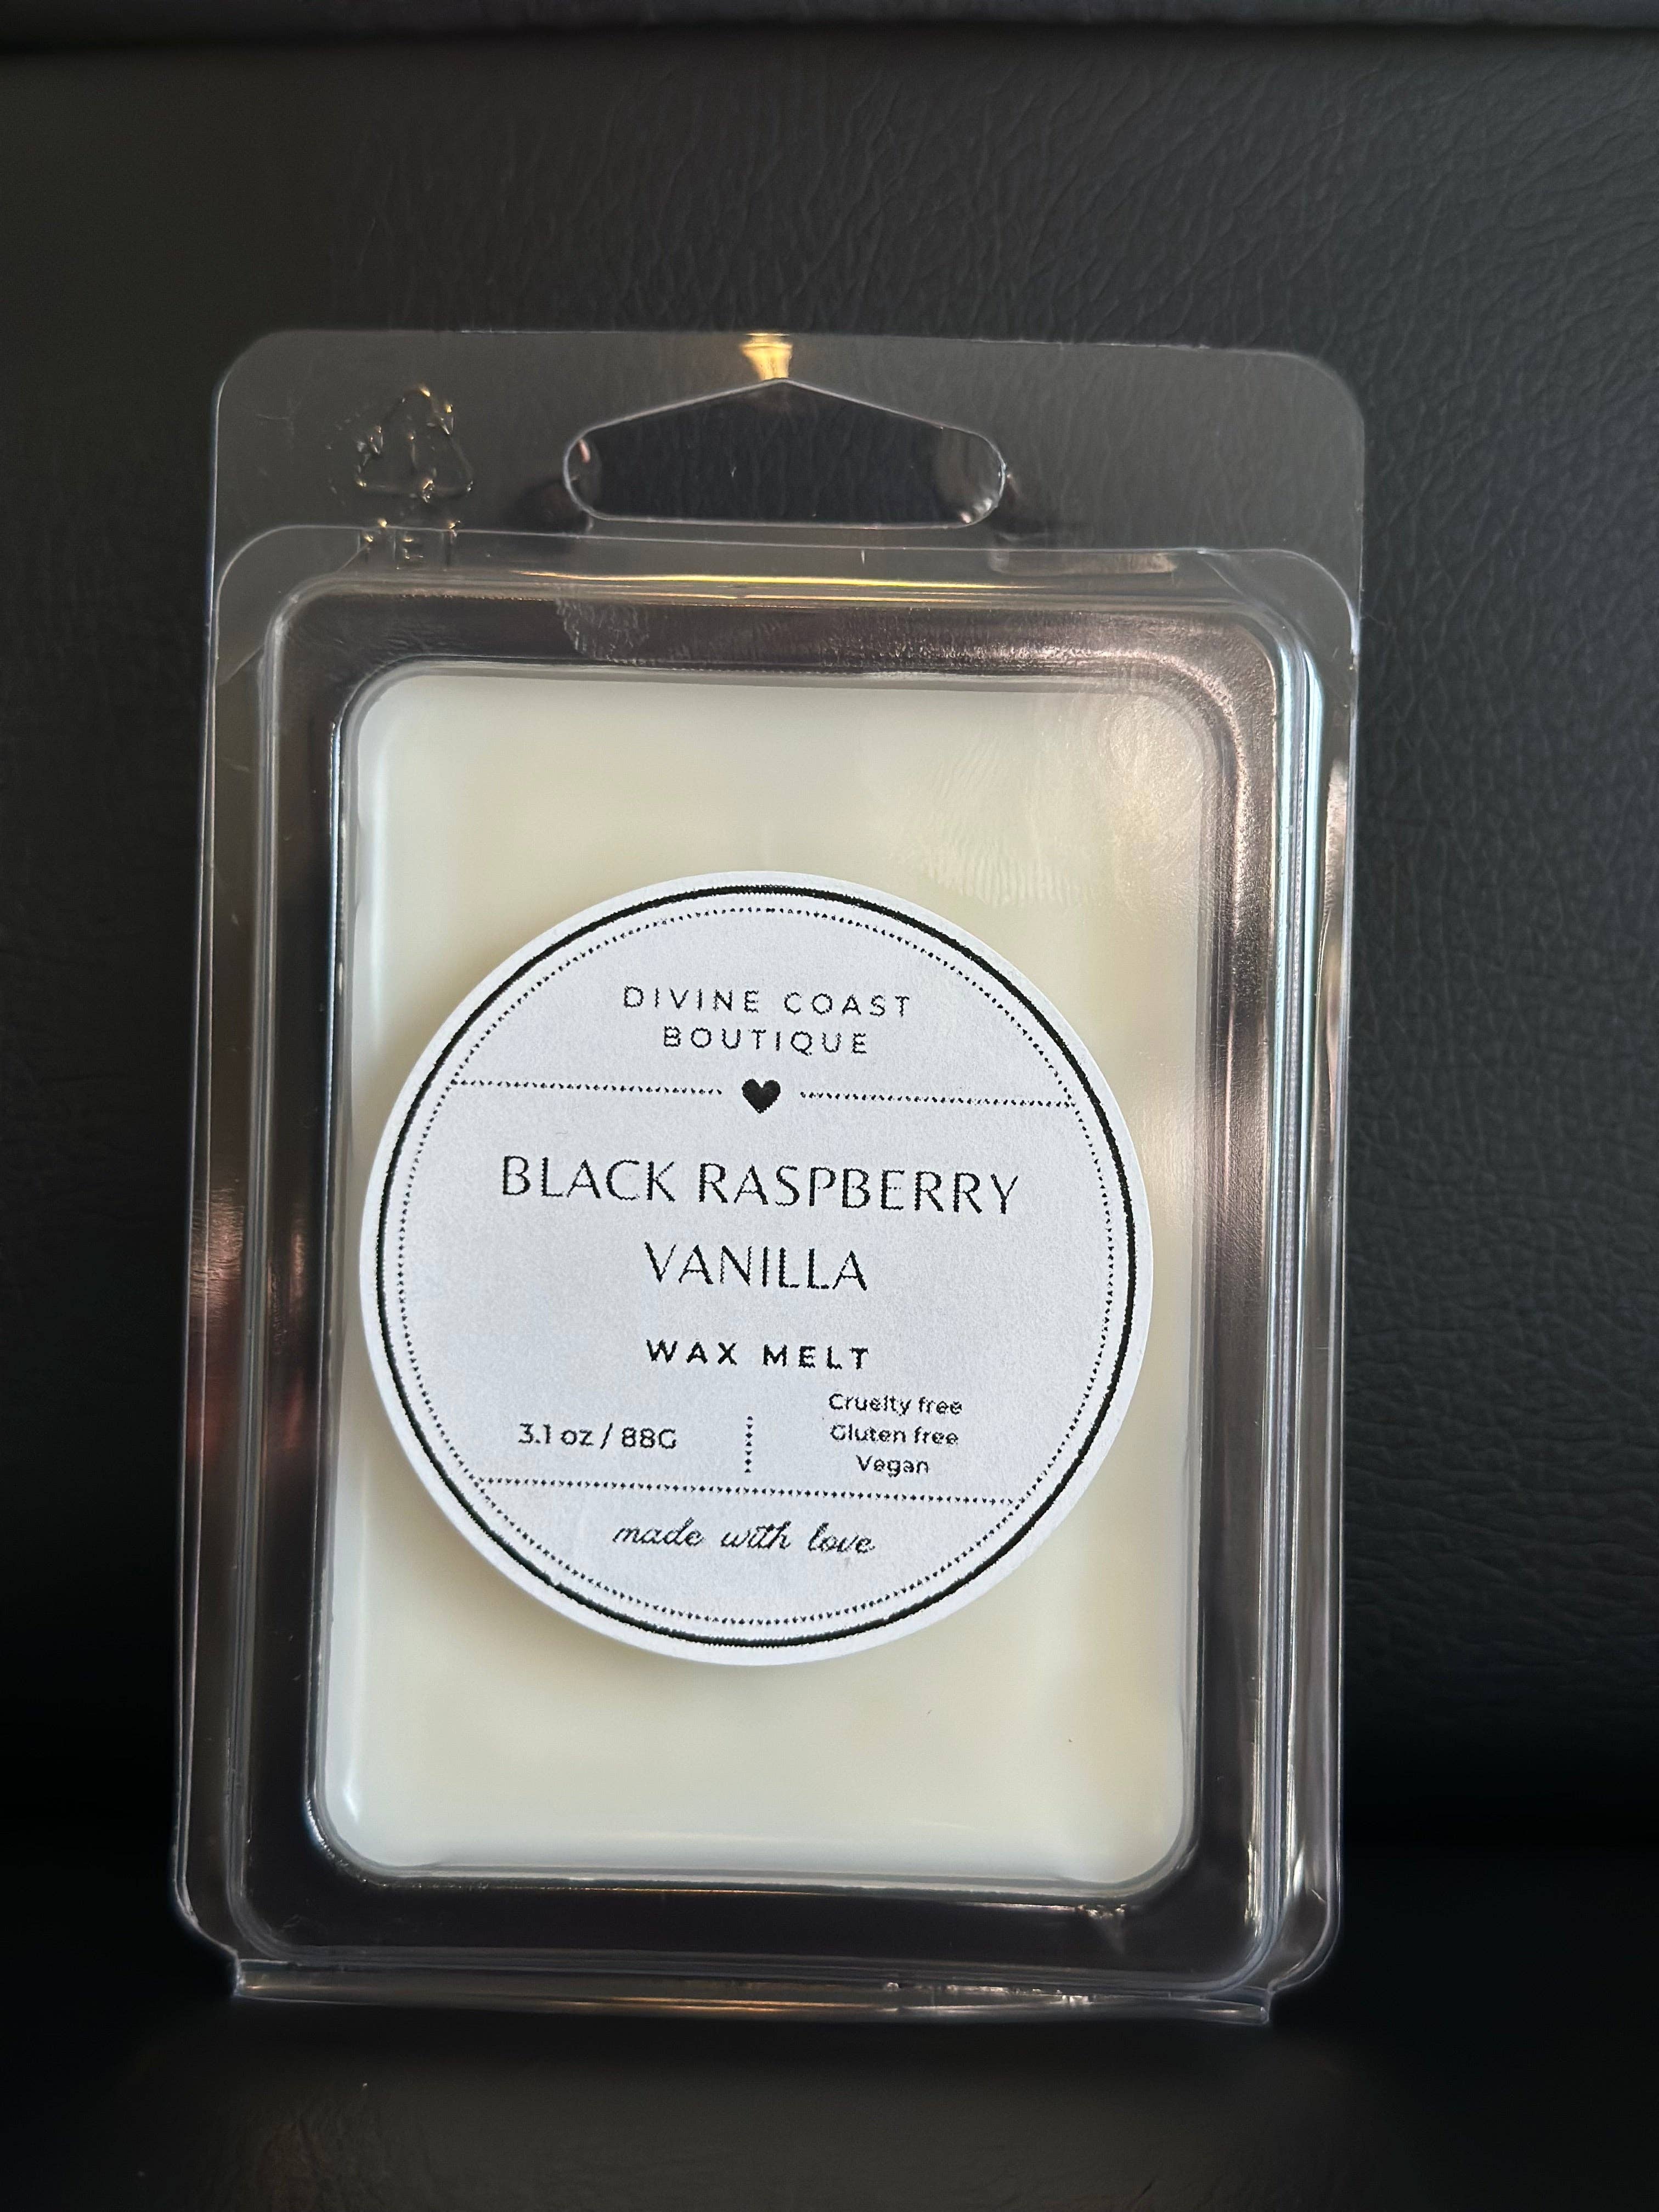 PET
DIVINE COAST
BOUTIQUE
BLACK RASPBERRY
VANILLA
WAX MELT
3.1 oz / 88G
Cruelty free
Gluten free
Vegan
made with love